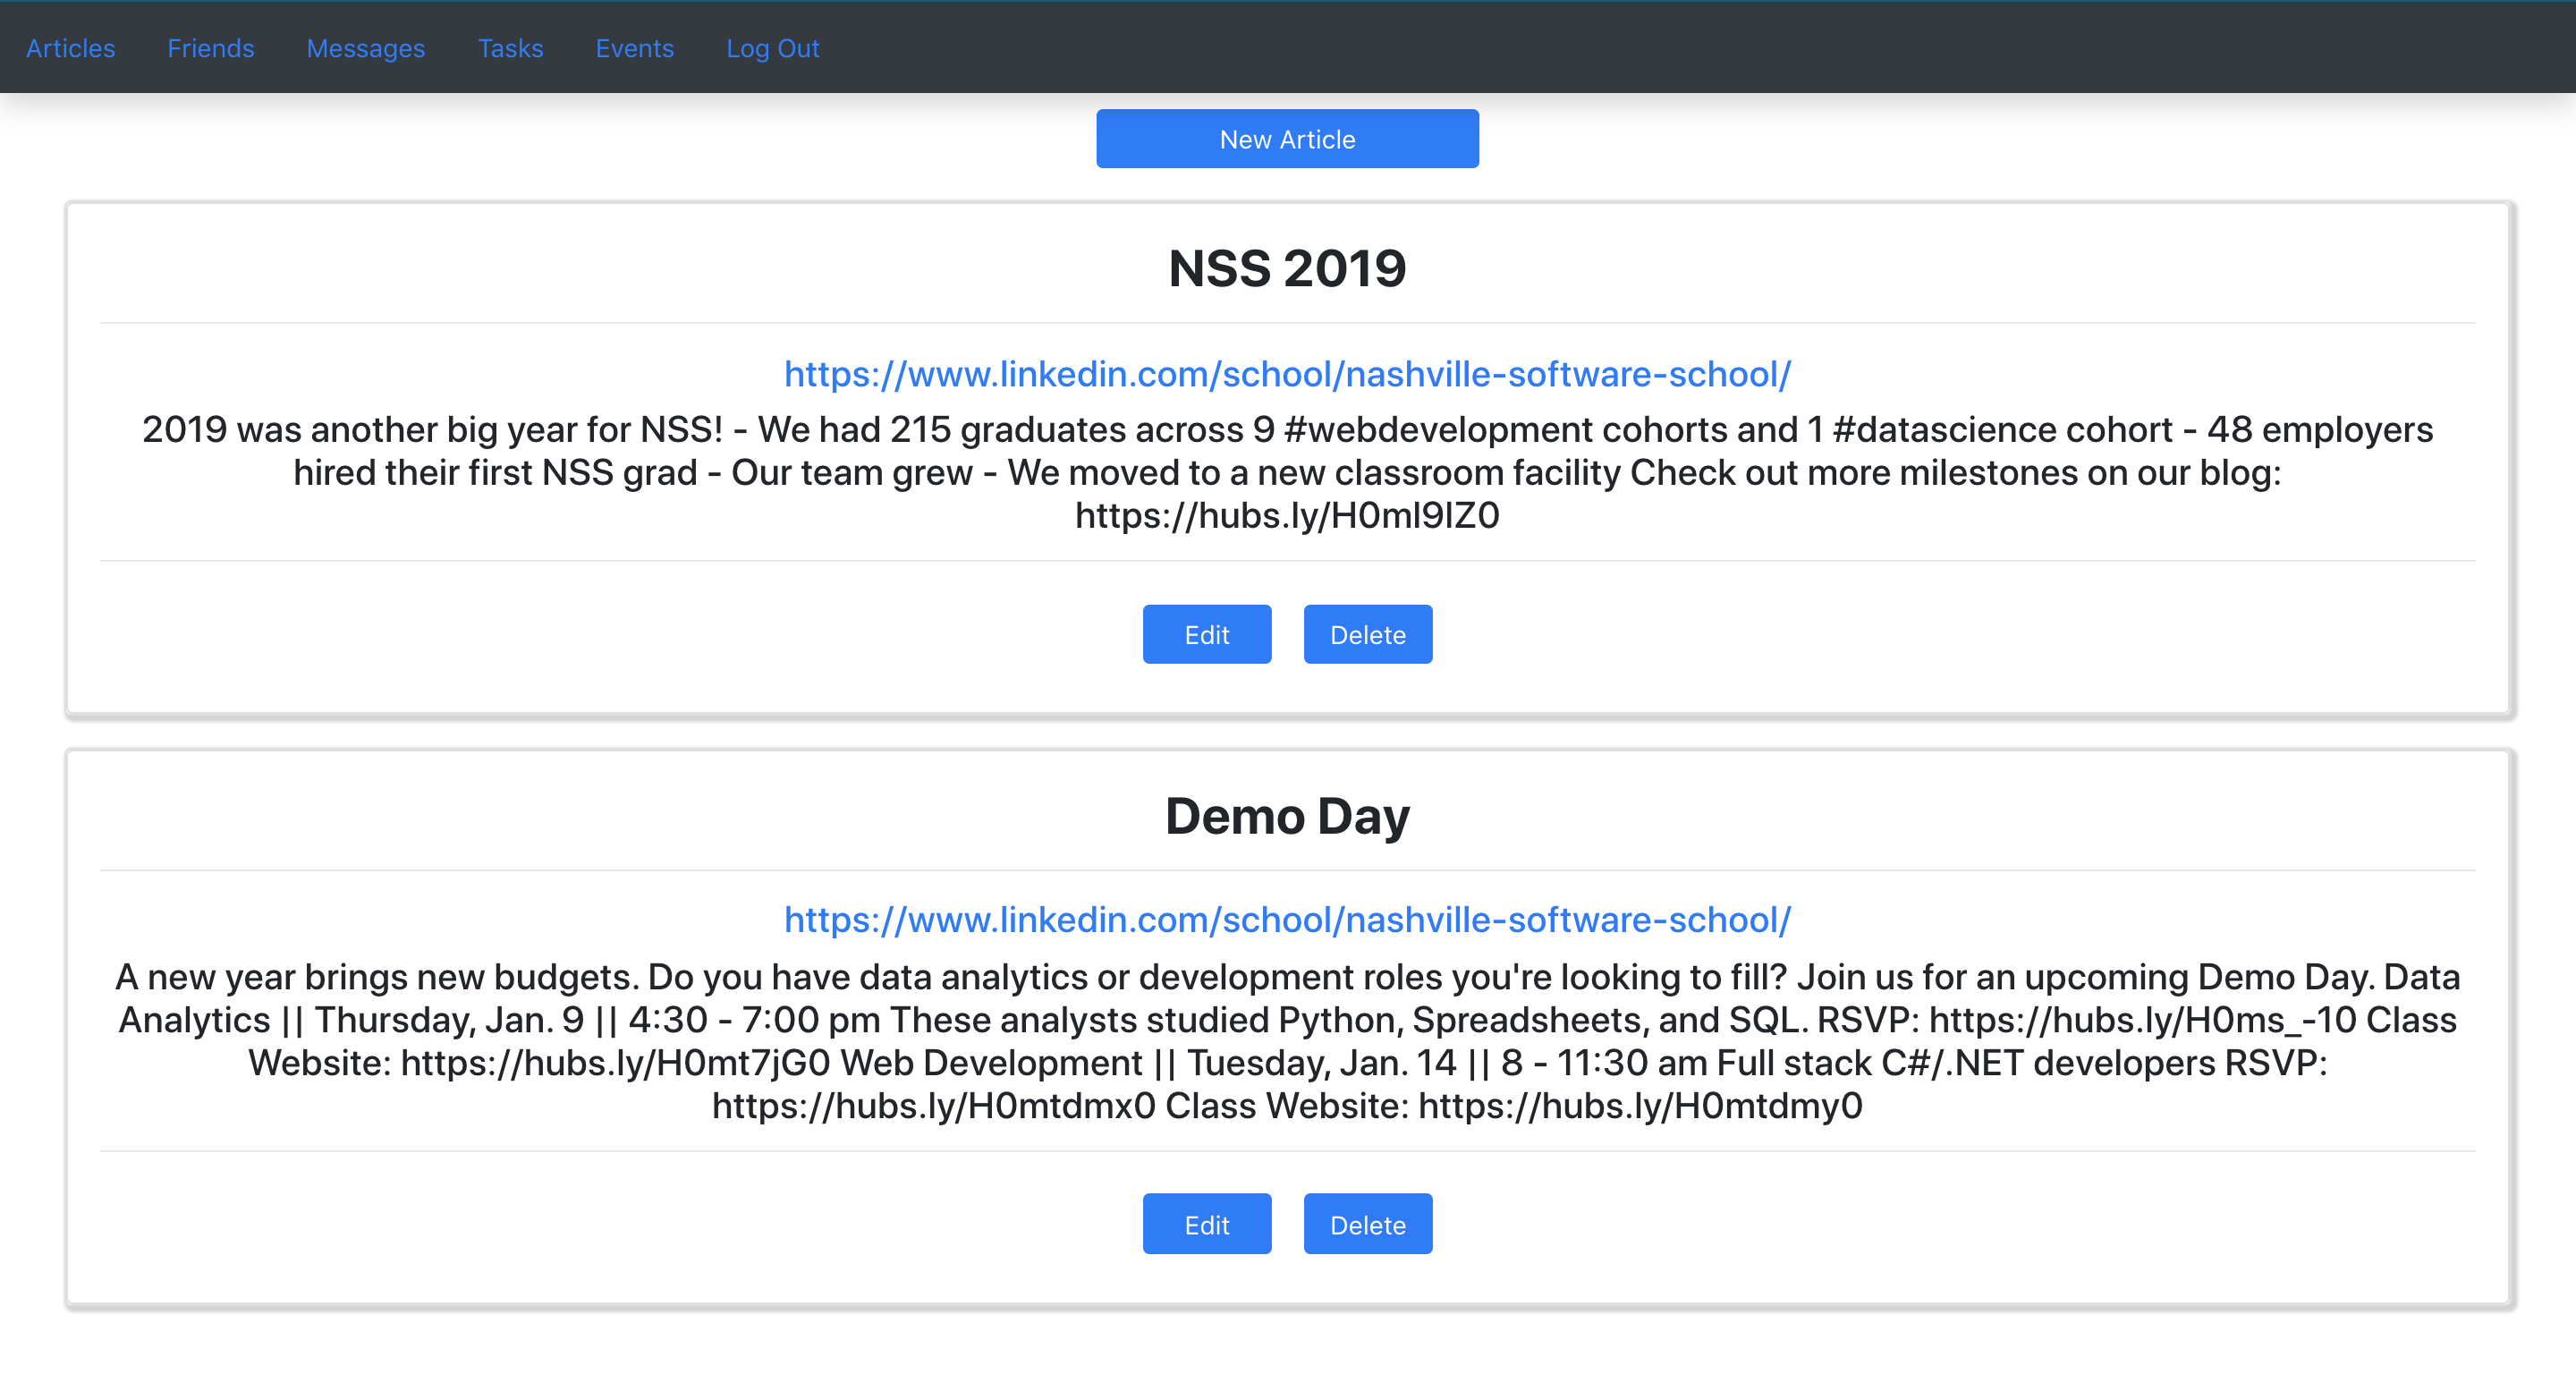 Articles Friends Messages Tasks Events Log Out
New Article
NSS 2019
https://www.linkedin.com/school/nashville-software-school/
2019 was another big year for NSS! - We had 215 graduates across 9 #webdevelopment cohorts and 1 #datascience cohort - 48 employers
hired their first NSS grad - Our team grew - We moved to a new classroom facility Check out more milestones on our blog:
https://hubs.ly/H0ml9lZ0
Edit Delete
Demo Day
https://www.linkedin.com/school/nashville-software-school/
A new year brings new budgets. Do you have data analytics or development roles you're looking to fill? Join us for an upcoming Demo Day. Data
Analytics || Thursday, Jan. 9 || 4:30 - 7:00 pm These analysts studied Python, Spreadsheets, and SQL. RSVP: https://hubs.ly/H0ms_-10 Class
Website: https://hubs.ly/H0mt7jG0 Web Development || Tuesday, Jan. 14 || 8 - 11:30 am Full stack C#/.NET developers RSVP:
https://hubs.ly/H0mtdmx0 Class Website: https://hubs.ly/H0mtdmy0
Edit Delete